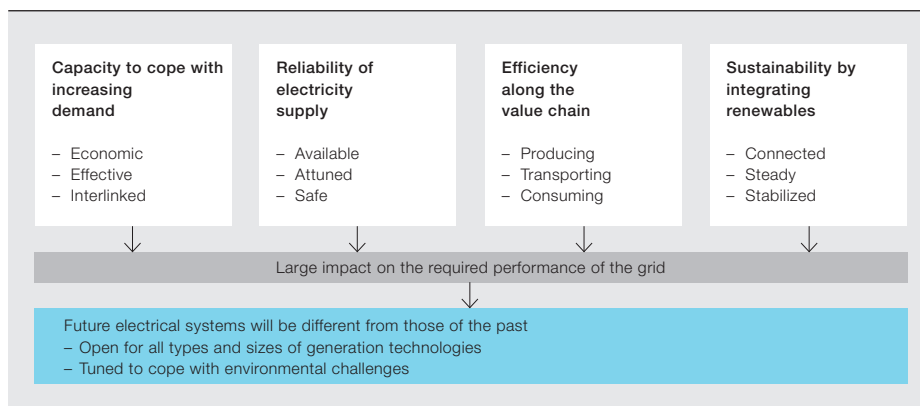 Capacity to cope with
increasing
demand
– Economic
– Effective
– Interlinked
Reliability of
electricity
supply
– Available
– Attuned
– Safe
Efficiency
along the
value chain
– Producing
– Transporting
– Consuming
Sustainability by
integrating
renewables
– Connected
– Steady
– Stabilized
Large impact on the required performance of the grid
Future electrical systems will be different from those of the past
– Open for all types and sizes of generation technologies
– Tuned to cope with environmental challenges